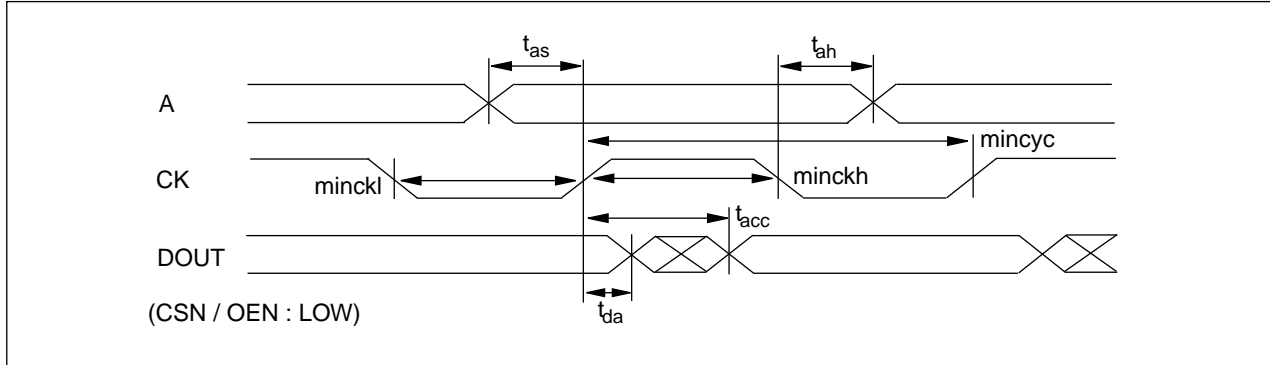 tas
tah
A
mincyc
CK
minckl
minckh
tacc
DOUT
tda
(CSN / OEN : LOW)